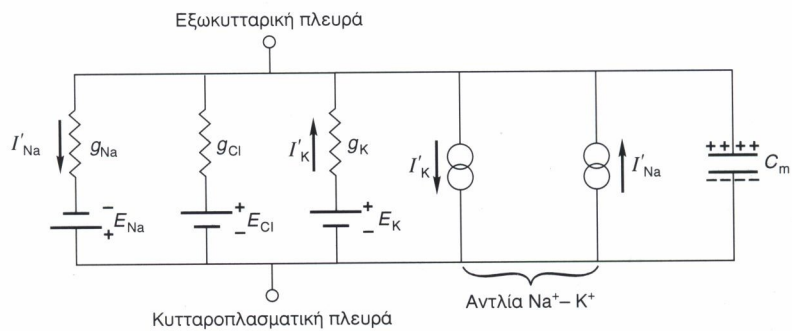 Εξωκυτταρική πλευρά
I′Na gNa gCl I′K gK I′K I′Na ++++ Cm
−−−−
− ENa + + ECl − + EK −
Αντλία Na⁺– K⁺
Κυτταροπλασματική πλευρά